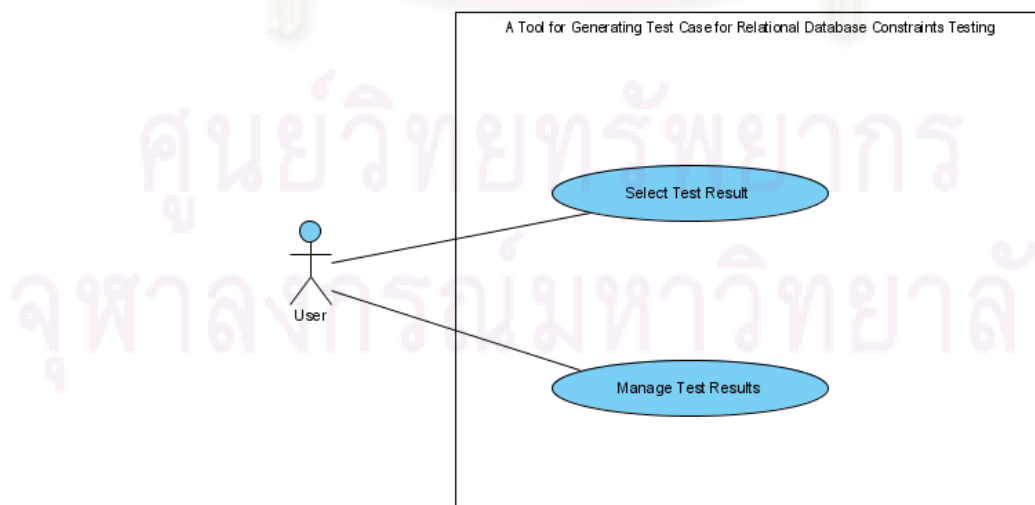 A Tool for Generating Test Case for Relational Database Constraints Testing
ศูนย์วิทยทรัพยากร
Select Test Result
User
จุฬาลงกรณ์มหาวิทยาลั
Manage Test Results